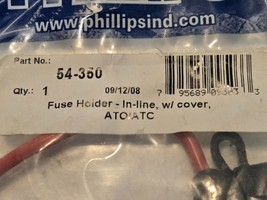 www.phillipsind.com
Part No.:
54-350
Qty.: 1
09/12/08
Fuse Holder - In-line, w/ cover,
ATO/ATC